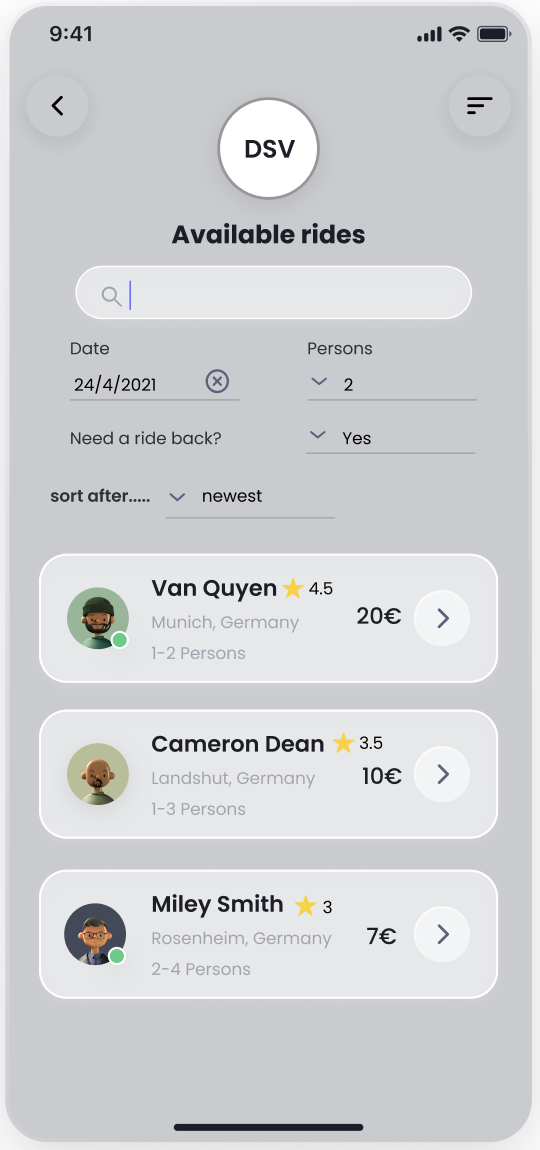 9:41
DSV
Available rides
Date Persons
24/4/2021 2
Need a ride back? Yes
sort after..... newest
Van Quyen 4.5
Munich, Germany 20€
1-2 Persons
Cameron Dean 3.5
Landshut, Germany 10€
1-3 Persons
Miley Smith 3
Rosenheim, Germany 7€
2-4 Persons